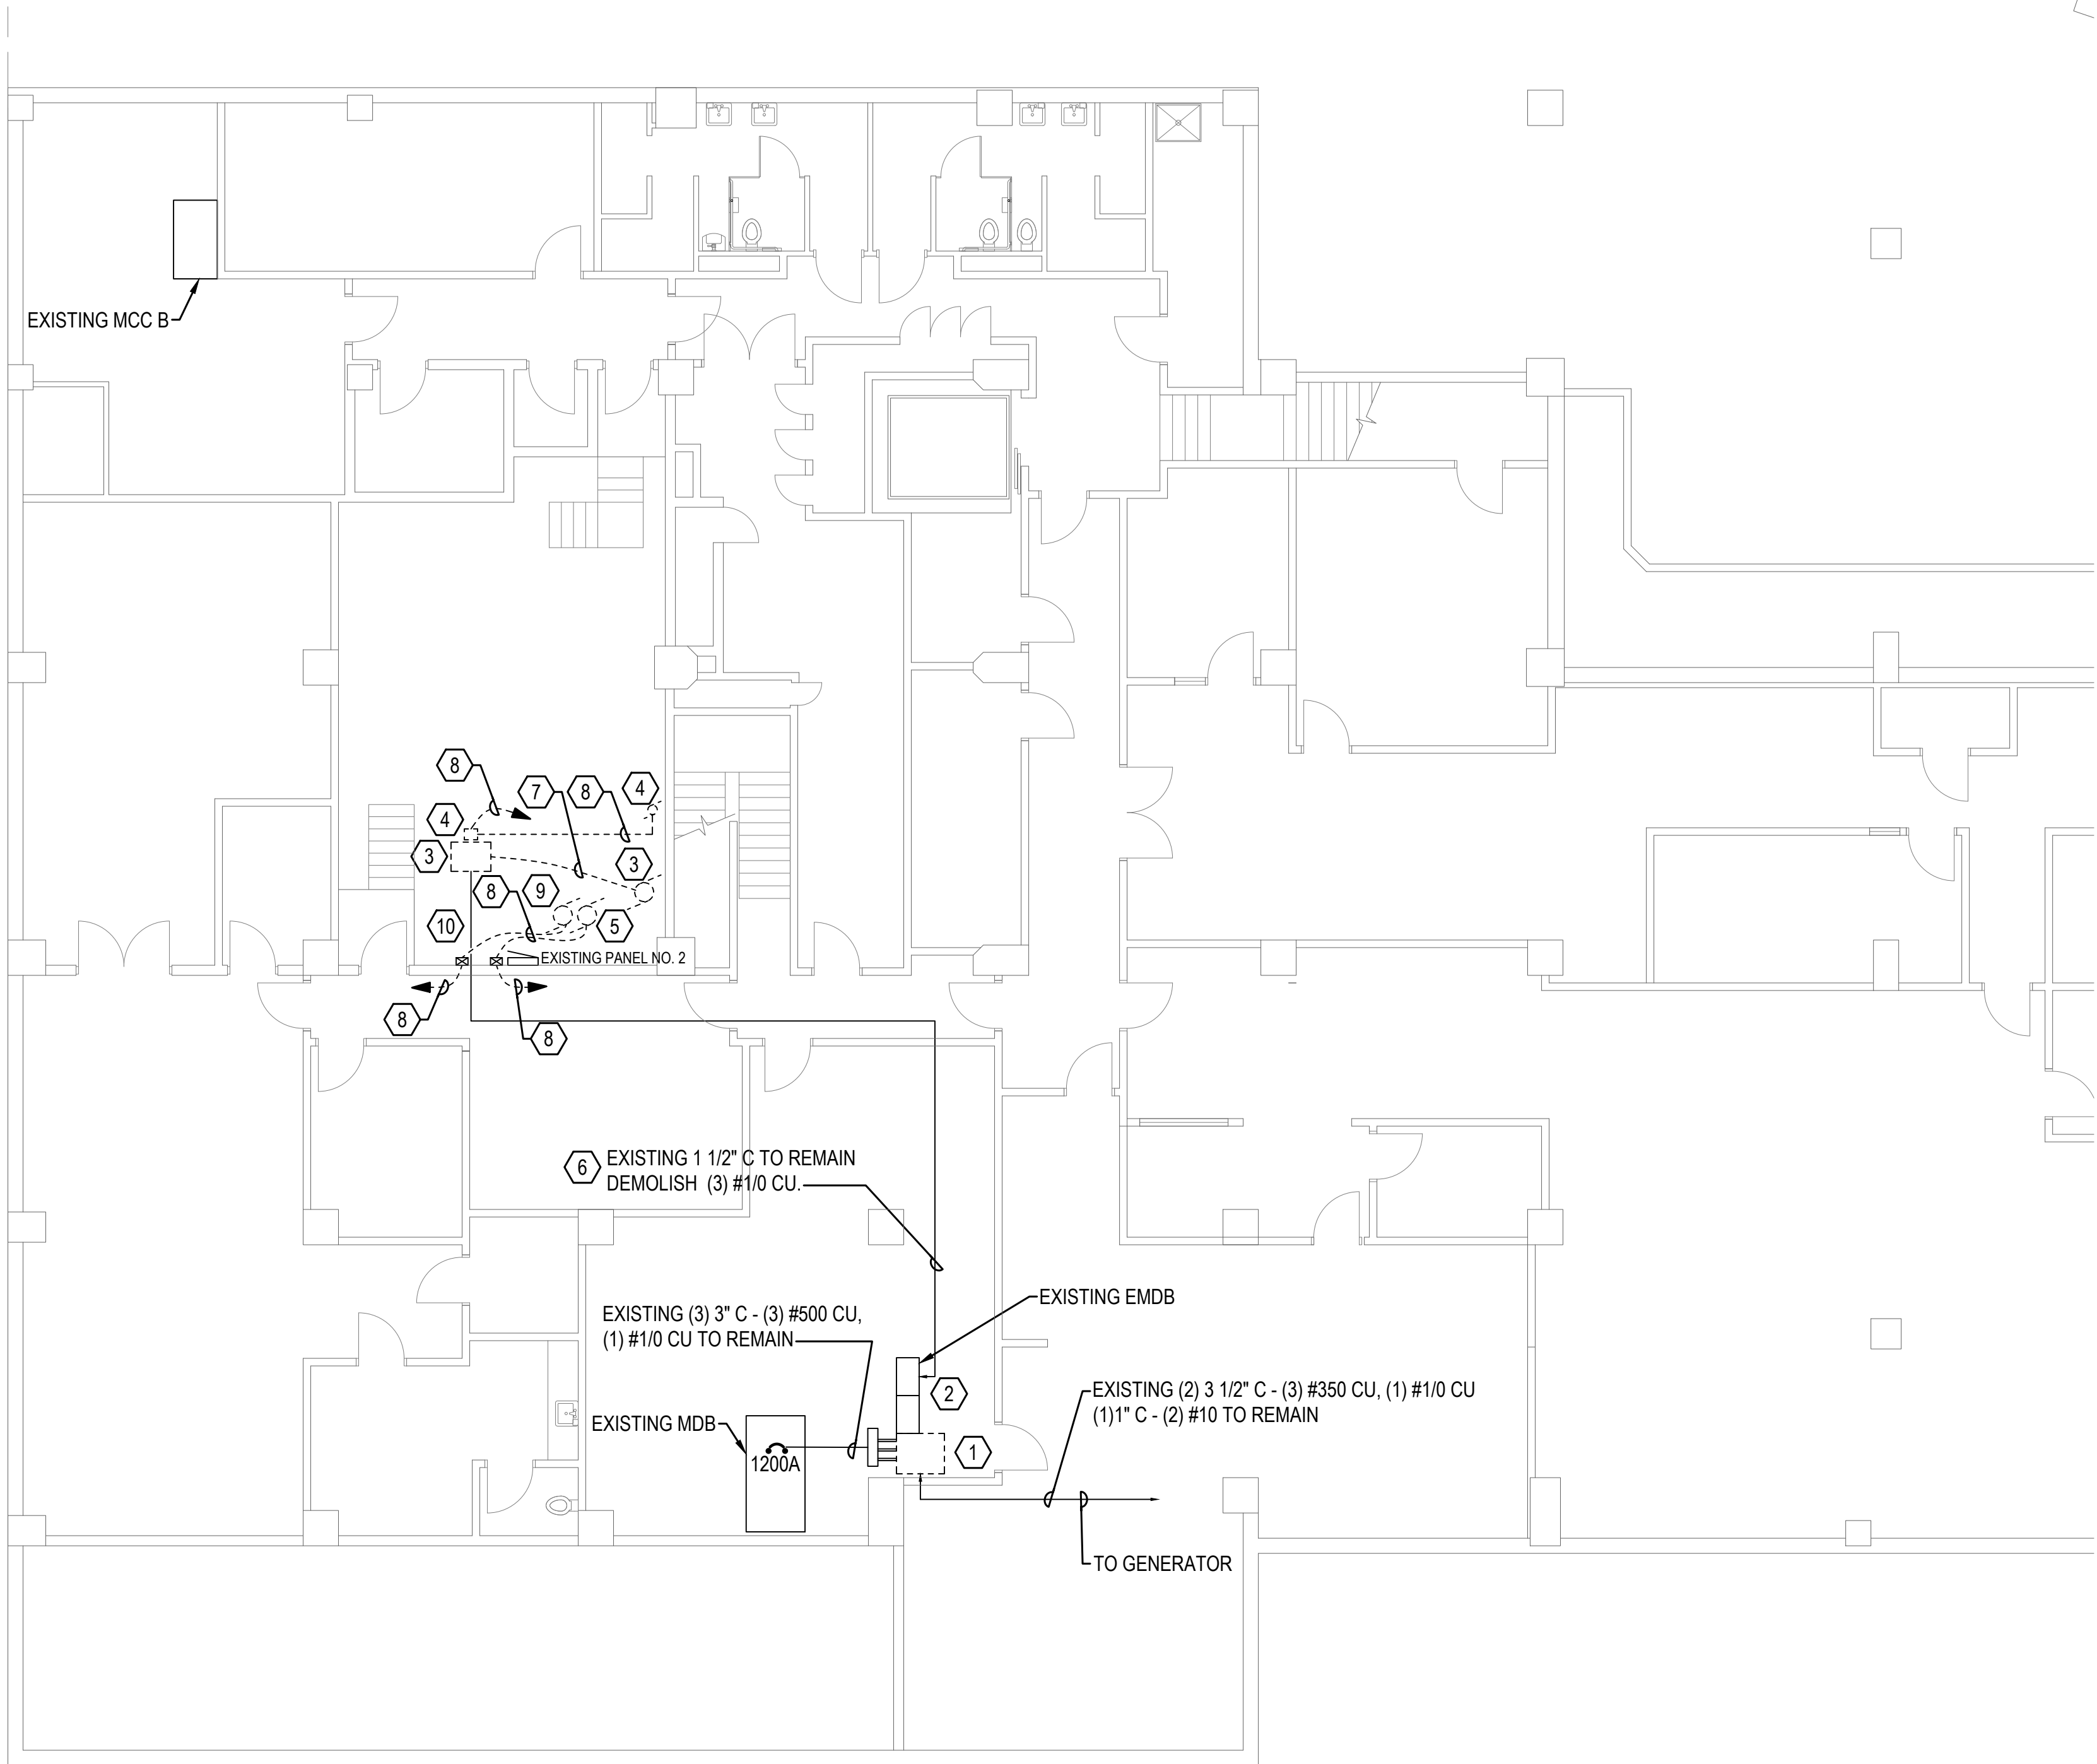 EXISTING MCC B
8
7
8
4
4
3
3
8
9
10
5
EXISTING PANEL NO. 2
8
8
6
EXISTING 1 1/2" C TO REMAIN
DEMOLISH (3) #1/0 CU.
EXISTING EMDB
EXISTING (3) 3" C - (3) #500 CU,
(1) #1/0 CU TO REMAIN
2
EXISTING (2) 3 1/2" C - (3) #350 CU, (1) #1/0 CU
(1)1" C - (2) #10 TO REMAIN
EXISTING MDB
1200A
1
TO GENERATOR